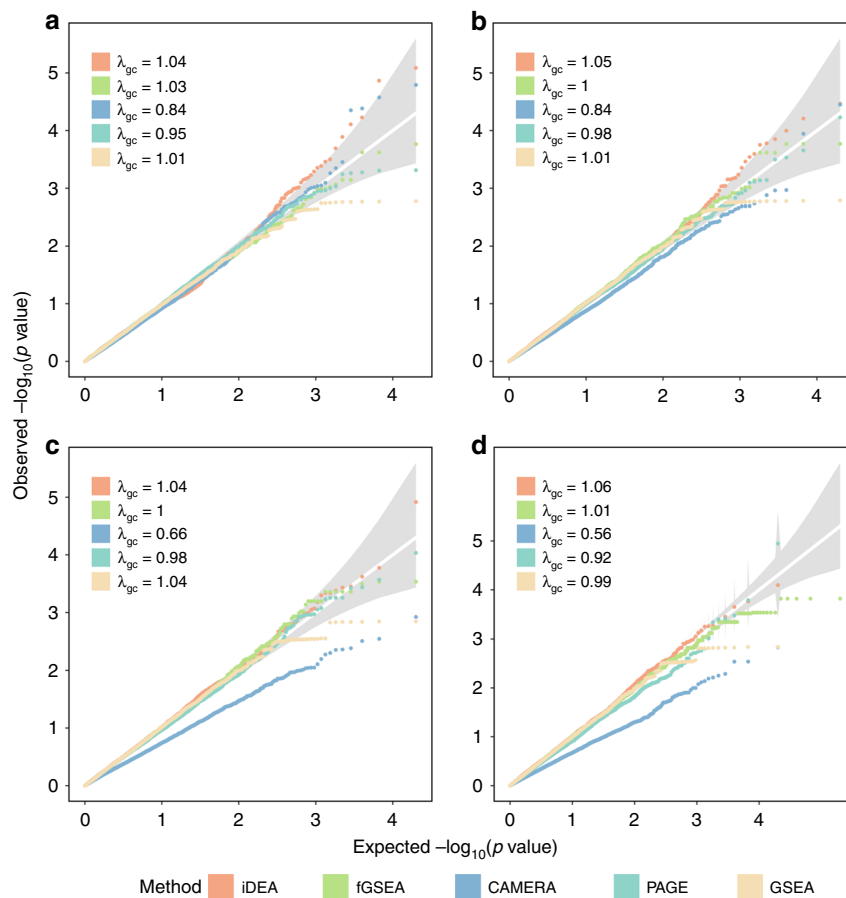 a
λgc = 1.04
λgc = 1.03
λgc = 0.84
λgc = 0.95
λgc = 1.01
5
4
3
2
1
0
0 1 2 3 4
b
λgc = 1.05
λgc = 1
λgc = 0.84
λgc = 0.98
λgc = 1.01
5
4
3
2
1
0
0 1 2 3 4
Observed –log10(p value)
c
λgc = 1.04
λgc = 1
λgc = 0.66
λgc = 0.98
λgc = 1.04
5
4
3
2
1
0
0 1 2 3 4
d
λgc = 1.06
λgc = 1.01
λgc = 0.56
λgc = 0.92
λgc = 0.99
5
4
3
2
1
0
0 1 2 3 4
Expected –log10(p value)
Method iDEA fGSEA CAMERA PAGE GSEA